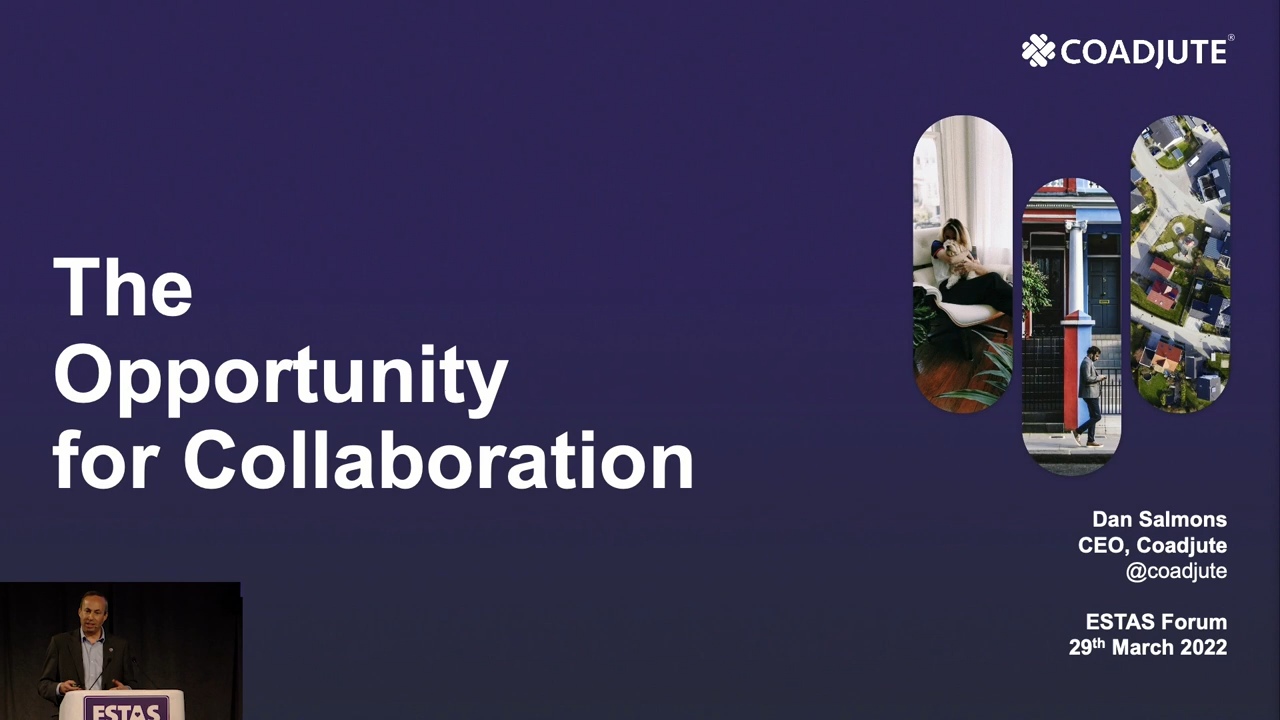 COADJUTE®
The
Opportunity
for Collaboration
Dan Salmons
CEO, Coadjute
@coadjute
ESTAS Forum
29th March 2022
ESTAS